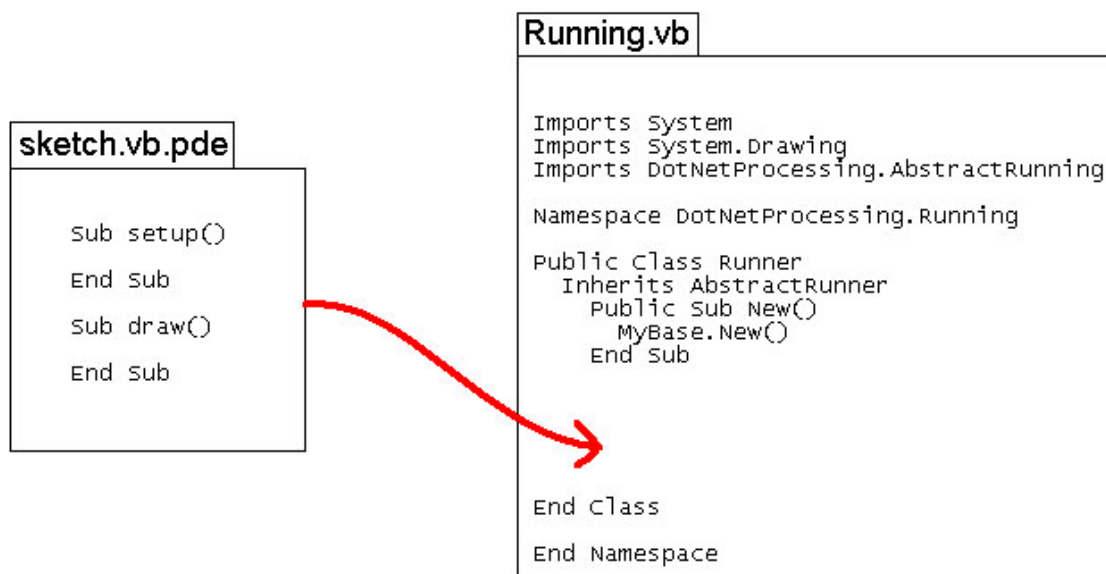 sketch.vb.pde
Sub setup()
End Sub
Sub draw()
End Sub
Running.vb
Imports System
Imports System.Drawing
Imports DotNetProcessing.AbstractRunning
Namespace DotNetProcessing.Running
Public Class Runner
Inherits AbstractRunner
Public Sub New()
MyBase.New()
End Sub
End Class
End Namespace